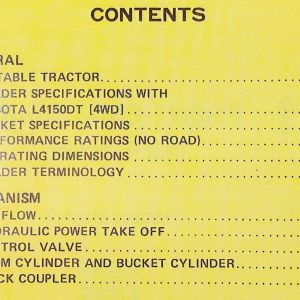 CONTENTS
RAL
TABLE TRACTOR
DER SPECIFICATIONS WITH
OTA L4150DT [4WD]
KET SPECIFICATIONS
FORMANCE RATINGS (NO ROAD)
RATING DIMENSIONS
DER TERMINOLOGY
ANISM
FLOW
RAULIC POWER TAKE OFF
TROL VALVE
M CYLINDER AND BUCKET CYLINDER
CK COUPLER